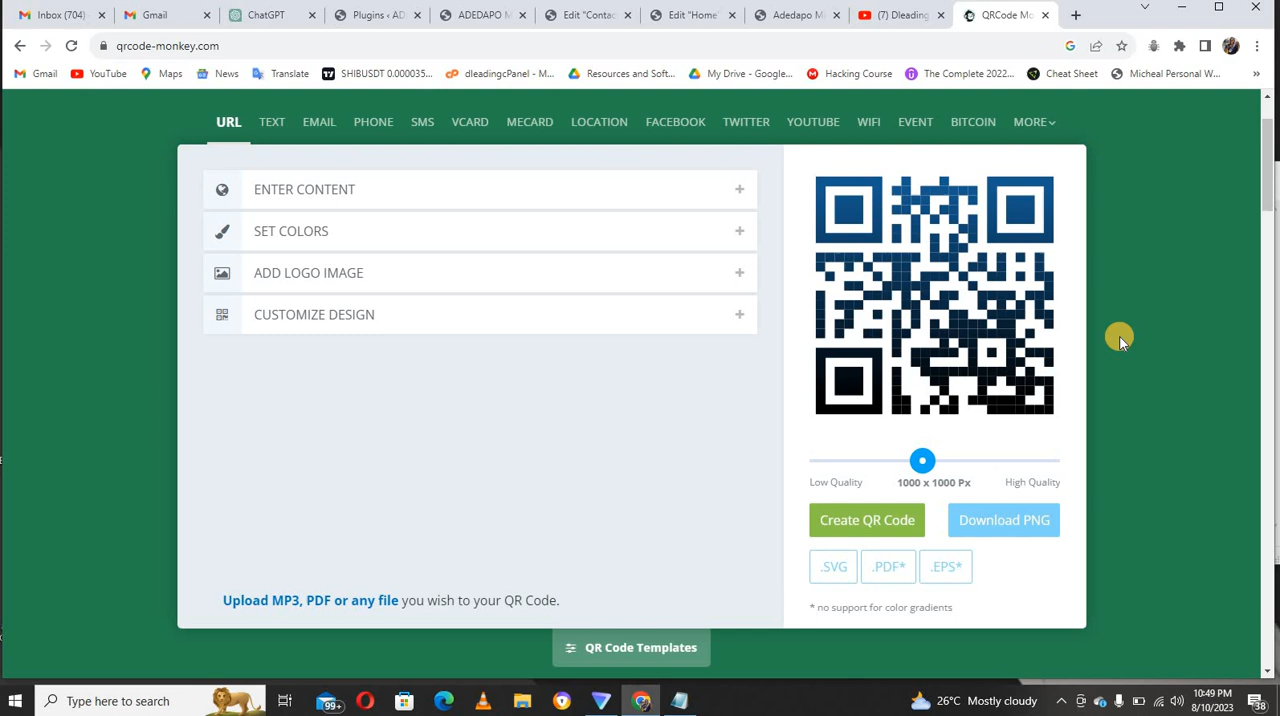 Inbox (704)
Gmail
ChatGPT
Plugins ‹ AD
ADEDAPO M
Edit "Conta
Edit "Home"
Adedapo Mi
(7) Dleading
QRCode Mo
qrcode-monkey.com
Gmail
YouTube
Maps
News
Translate
SHIBUSDT 0.000035...
dleadingcPanel - M...
Resources and Soft...
My Drive - Google...
Hacking Course
The Complete 2022...
Cheat Sheet
Micheal Personal W...
URL
TEXT
EMAIL
PHONE
SMS
VCARD
MECARD
LOCATION
FACEBOOK
TWITTER
YOUTUBE
WIFI
EVENT
BITCOIN
MORE
ENTER CONTENT
SET COLORS
ADD LOGO IMAGE
CUSTOMIZE DESIGN
Low Quality
1000 x 1000 Px
High Quality
Create QR Code
Download PNG
.SVG
.PDF*
.EPS*
* no support for color gradients
Upload MP3, PDF or any file you wish to your QR Code.
QR Code Templates
Type here to search
99+
26°C Mostly cloudy
10:49 PM
8/10/2023
38